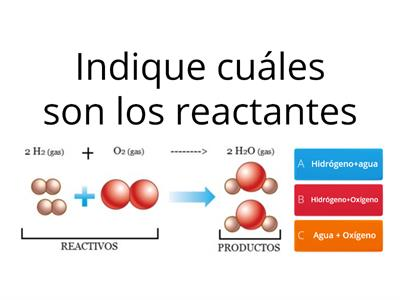 Indique cuáles
son los reactantes
2 H₂ (gas) + O₂ (gas) --------> 2 H₂O (gas)
REACTIVOS
PRODUCTOS
A Hidrógeno+agua
B Hidrógeno+Oxígeno
C Agua + Oxígeno